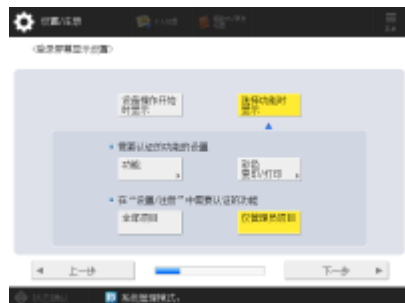 设置/注册
<登录屏幕显示设置>
设备操作开始
时显示
选择功能时
显示
• 需要认证的功能的设置
功能
彩色
复印/打印
• 在“设置/注册”中需要认证的功能
全部项目
仅管理员项目
上一步
下一步
系统管理模式。